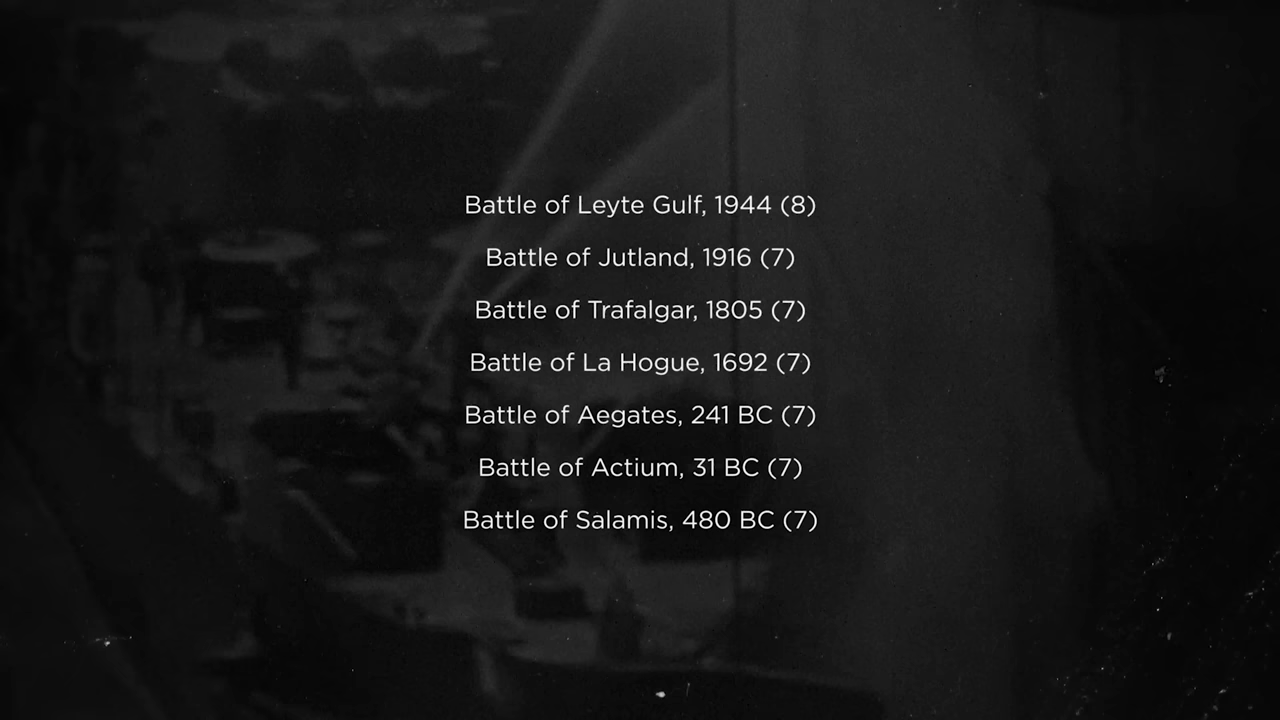 Battle of Leyte Gulf, 1944 (8)
Battle of Jutland, 1916 (7)
Battle of Trafalgar, 1805 (7)
Battle of La Hogue, 1692 (7)
Battle of Aegates, 241 BC (7)
Battle of Actium, 31 BC (7)
Battle of Salamis, 480 BC (7)